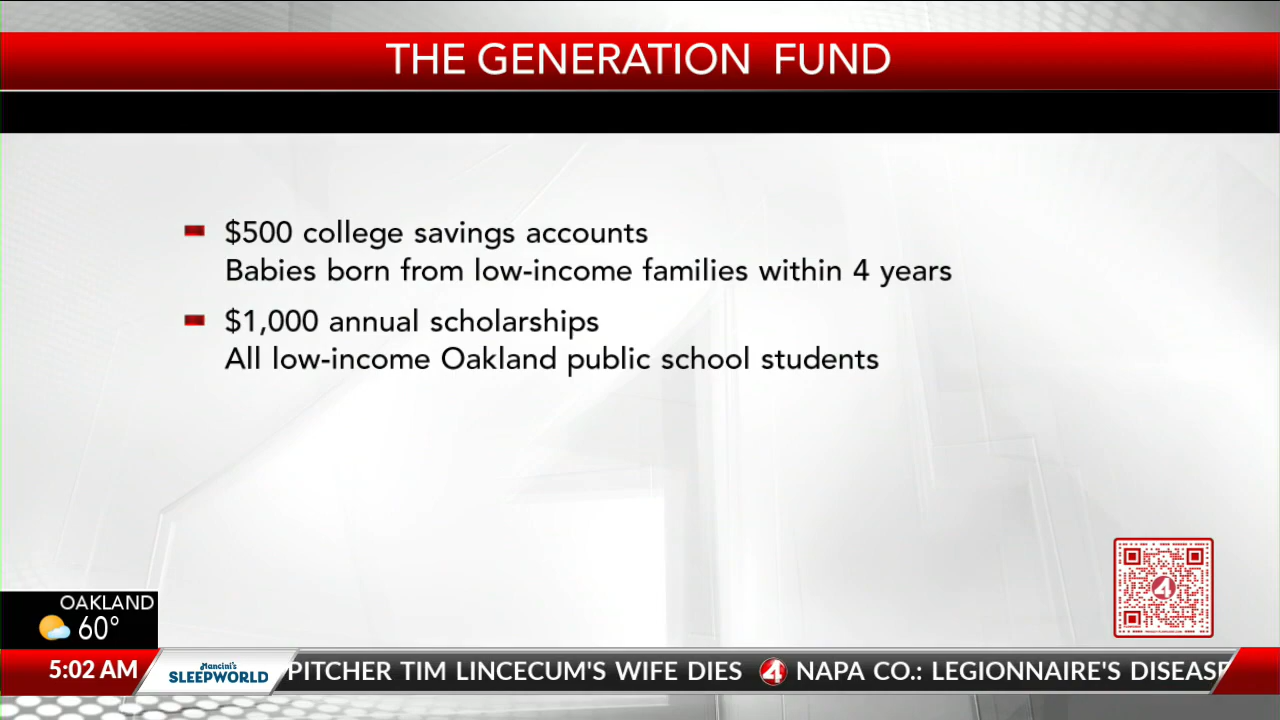 THE GENERATION FUND
$500 college savings accounts
Babies born from low-income families within 4 years
$1,000 annual scholarships
All low-income Oakland public school students
4
OAKLAND
60°
5:02 AM
Mancini's
SLEEPWORLD
PITCHER TIM LINCECUM'S WIFE DIES 4 NAPA CO.: LEGIONNAIRE'S DISEASE